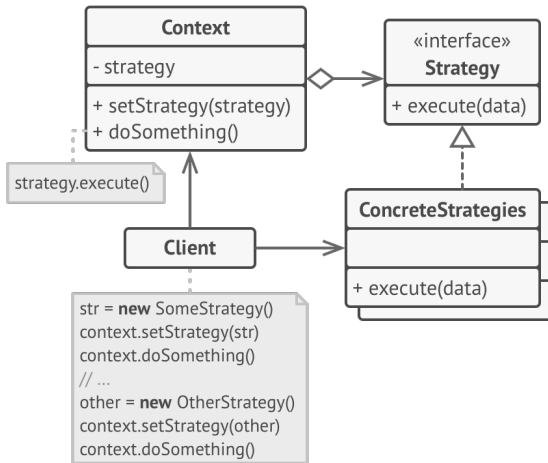 Context
- strategy
+ setStrategy(strategy)
+ doSomething()
«interface»
Strategy
+ execute(data)
strategy.execute()
Client
ConcreteStrategies
+ execute(data)
str = new SomeStrategy()
context.setStrategy(str)
context.doSomething()
// ...
other = new OtherStrategy()
context.setStrategy(other)
context.doSomething()